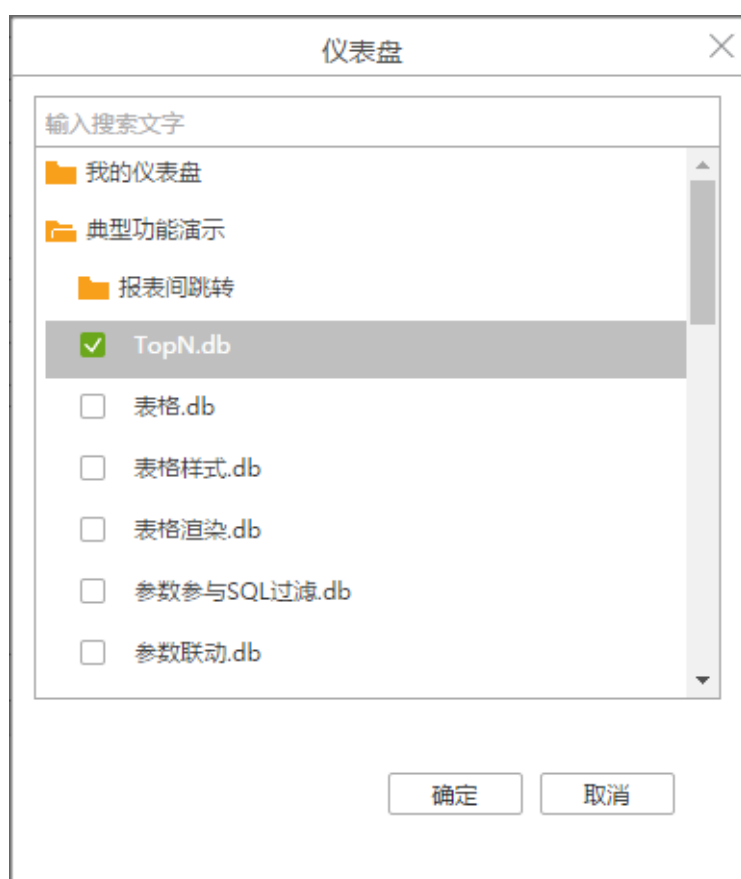 仪表盘
输入搜索文字
我的仪表盘
典型功能演示
报表间跳转
TopN.db
表格.db
表格样式.db
表格渲染.db
参数参与SQL过滤.db
参数联动.db
确定
取消